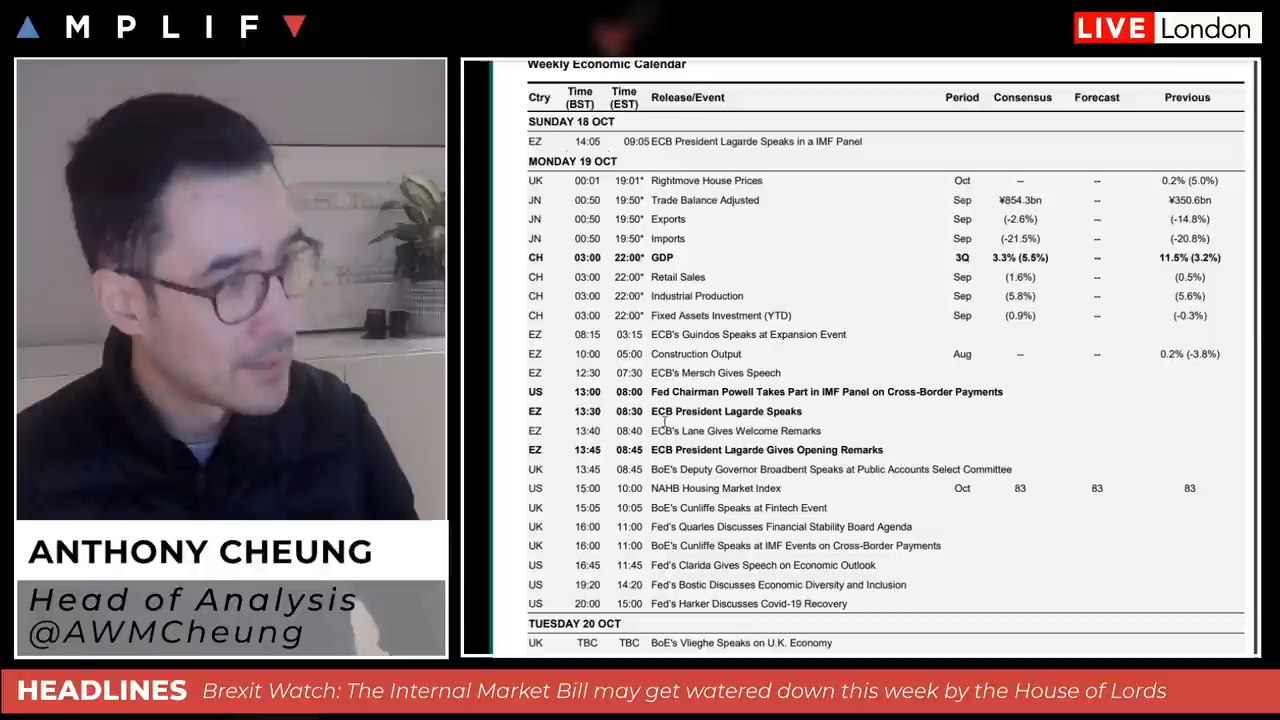 AMPLIFY
LIVE London
Weekly Economic Calendar
Ctry Time (BST) Time (EST) Release/Event Period Consensus Forecast Previous
SUNDAY 18 OCT
EZ 14:05 09:05 ECB President Lagarde Speaks in a IMF Panel
MONDAY 19 OCT
UK 00:01 19:01* Rightmove House Prices Oct -- -- 0.2% (5.0%)
JN 00:50 19:50* Trade Balance Adjusted Sep ¥854.3bn -- ¥350.6bn
JN 00:50 19:50* Exports Sep (-2.6%) -- (-14.8%)
JN 00:50 19:50* Imports Sep (-21.5%) -- (-20.8%)
CH 03:00 22:00* GDP 3Q 3.3% (5.5%) -- 11.5% (3.2%)
CH 03:00 22:00* Retail Sales Sep (1.6%) -- (0.5%)
CH 03:00 22:00* Industrial Production Sep (5.8%) -- (5.6%)
CH 03:00 22:00* Fixed Assets Investment (YTD) Sep (0.9%) -- (-0.3%)
EZ 08:15 03:15 ECB's Guindos Speaks at Expansion Event
EZ 10:00 05:00 Construction Output Aug -- -- 0.2% (-3.8%)
EZ 12:30 07:30 ECB's Mersch Gives Speech
US 13:00 08:00 Fed Chairman Powell Takes Part in IMF Panel on Cross-Border Payments
EZ 13:30 08:30 ECB President Lagarde Speaks
EZ 13:40 08:40 ECB's Lane Gives Welcome Remarks
EZ 13:45 08:45 ECB President Lagarde Gives Opening Remarks
UK 13:45 08:45 BoE's Deputy Governor Broadbent Speaks at Public Accounts Select Committee
US 15:00 10:00 NAHB Housing Market Index Oct 83 83 83
UK 15:05 10:05 BoE's Cunliffe Speaks at Fintech Event
UK 16:00 11:00 Fed's Quarles Discusses Financial Stability Board Agenda
UK 16:00 11:00 BoE's Cunliffe Speaks at IMF Events on Cross-Border Payments
US 16:45 11:45 Fed's Clarida Gives Speech on Economic Outlook
US 19:20 14:20 Fed's Bostic Discusses Economic Diversity and Inclusion
US 20:00 15:00 Fed's Harker Discusses Covid-19 Recovery
TUESDAY 20 OCT
UK TBC TBC BoE's Vlieghe Speaks on U.K. Economy
ANTHONY CHEUNG
Head of Analysis
@AWMCheung
HEADLINES Brexit Watch: The Internal Market Bill may get watered down this week by the House of Lords